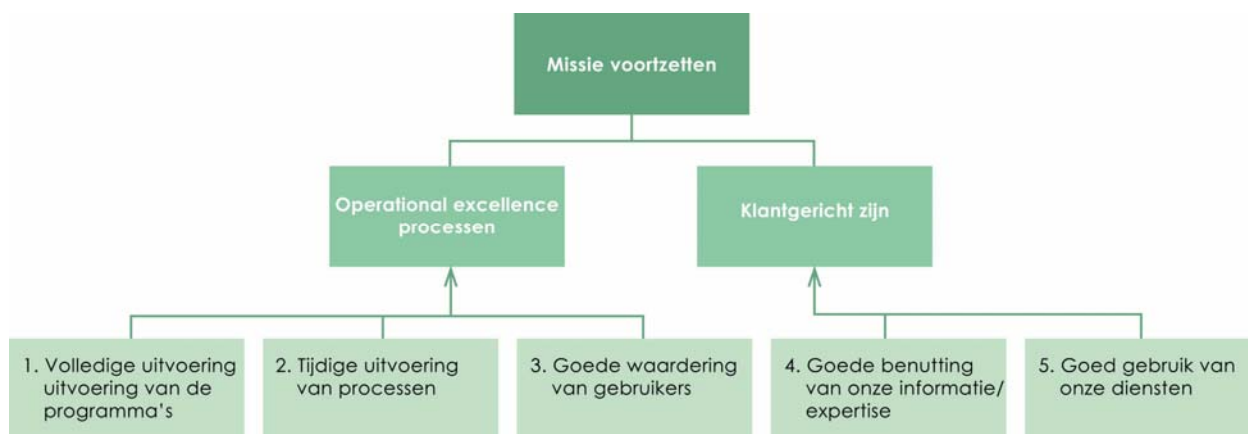 Missie voortzetten
Operational excellence
processen
Klantgericht zijn
1. Volledige uitvoering
uitvoering van de
programma's
2. Tijdige uitvoering
van processen
3. Goede waardering
van gebruikers
4. Goede benutting
van onze informatie/
expertise
5. Goed gebruik van
onze diensten